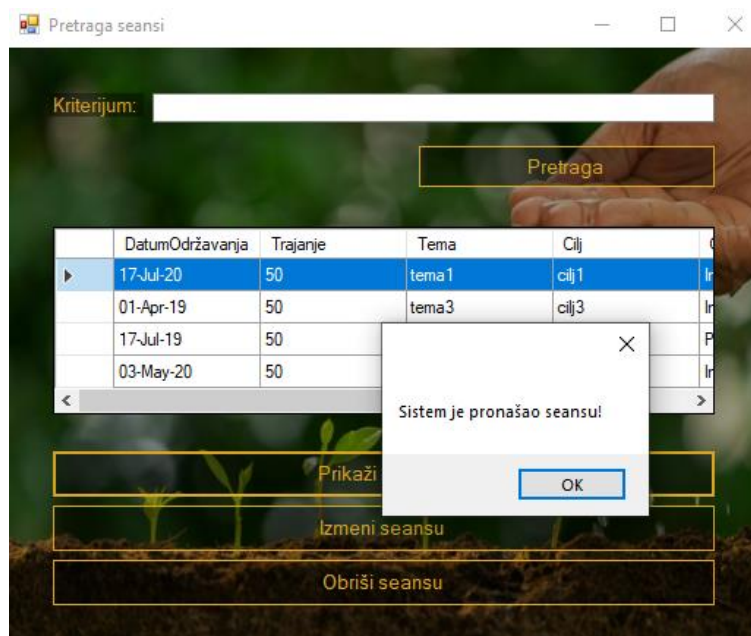 Pretraga seansi
Kriterijum:
Pretraga
DatumOdržavanja Trajanje Tema Cilj
17-Jul-20 50 tema1 cilj1
01-Apr-19 50 tema3 cilj3
17-Jul-19 50
03-May-20 50
Sistem je pronašao seansu!
OK
Prikaži
Izmeni seansu
Obriši seansu